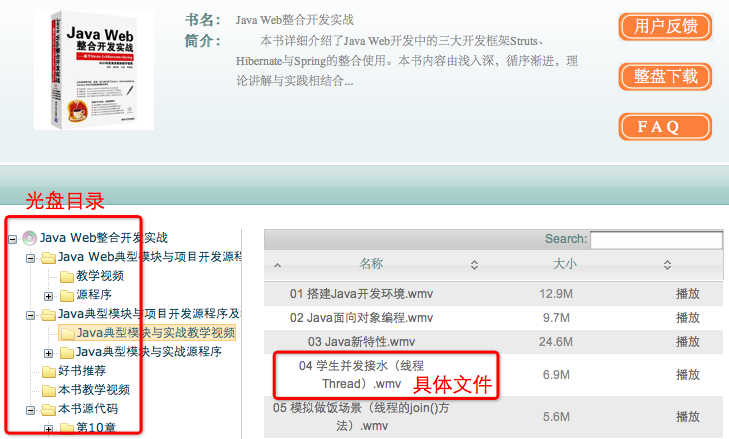 Java Web
整合开发实战
书名： Java Web整合开发实战
简介： 本书详细介绍了Java Web开发中的三大开发框架Struts、
Hibernate与Spring的整合使用。本书内容由浅入深，循序渐进，理
论讲解与实践相结合...
用户反馈
整盘下载
F A Q
光盘目录
Java Web整合开发实战
Java Web典型模块与项目开发源程
教学视频
源程序
Java典型模块与项目开发源程序及
Java典型模块与实战教学视频
Java典型模块与实战源程序
好书推荐
本书教学视频
本书源代码
第10章
Search:
名称 大小
01 搭建Java开发环境.wmv 12.9M 播放
02 Java面向对象编程.wmv 9.7M 播放
03 Java新特性.wmv 24.6M 播放
04 学生并发接水（线程
Thread）.wmv 6.9M 播放
具体文件
05 模拟做饭场景（线程的join()方
法）.wmv 5.6M 播放